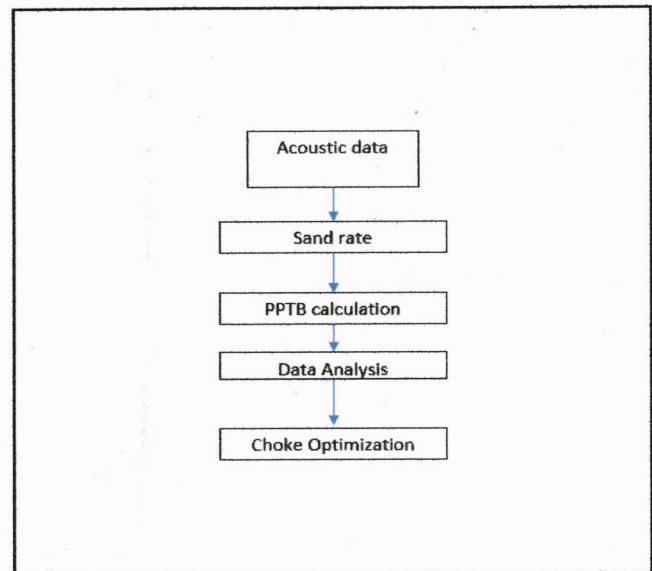 Acoustic data
Sand rate
PPTB calculation
Data Analysis
Choke Optimization